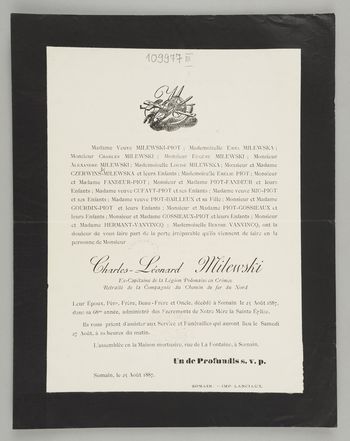 109977 III
Madame Veuve MILEWSKI-PIOT ; Mademoiselle Emma MILEWSKA ;
Monsieur Charles MILEWSKI ; Monsieur Eugène MILEWSKI ; Monsieur
Alexandre MILEWSKI ; Mademoiselle Louise MILEWSKA ; Monsieur et Madame
CZERWINS-MILEWSKA et leurs Enfants ; Mademoiselle Emélie PIOT ; Monsieur
et Madame FANDEUR-PIOT ; Monsieur et Madame PIOT-FANDEUR et leurs
Enfants ; Madame veuve CUFAYT-PIOT et ses Enfants ; Madame veuve MIC-PIOT
et ses Enfants ; Madame veuve PIOT-BAILLEUX et sa Fille ; Monsieur et Madame
GOURDIN-PIOT et leurs Enfants ; Monsieur et Madame PIOT-GOSSIEAUX et
leurs Enfants ; Monsieur et Madame GOSSIEAUX-PIOT et leurs Enfants ; Monsieur
et Madame HERMANT-VANVINCQ ; Mademoiselle VANVINCQ, ont la
douleur de vous faire part de la perte irréparable qu'ils viennent de faire en la
personne de Monsieur
Charles-Léonard Milewski
Ex-Capitaine de la Légion Polonaise en Crimée
Retraité de la Compagnie du Chemin de fer du Nord
Leur Époux, Père, Frère, Beau-Frère et Oncle, décédé à Somain le 25 Août 1887,
dans sa 68me année, administré des Sacrements de Notre Mère la Sainte Église.
Ils vous prient d'assister aux Service et Funérailles qui auront lieu le Samedi
27 Août, à 10 heures du matin.
L'assemblée en la Maison mortuaire, rue de La Fontaine, à Somain.
Un de Profundis s. v. p.
Somain, le 25 Août 1887.
SOMAIN. — IMP. LANCIAUX.